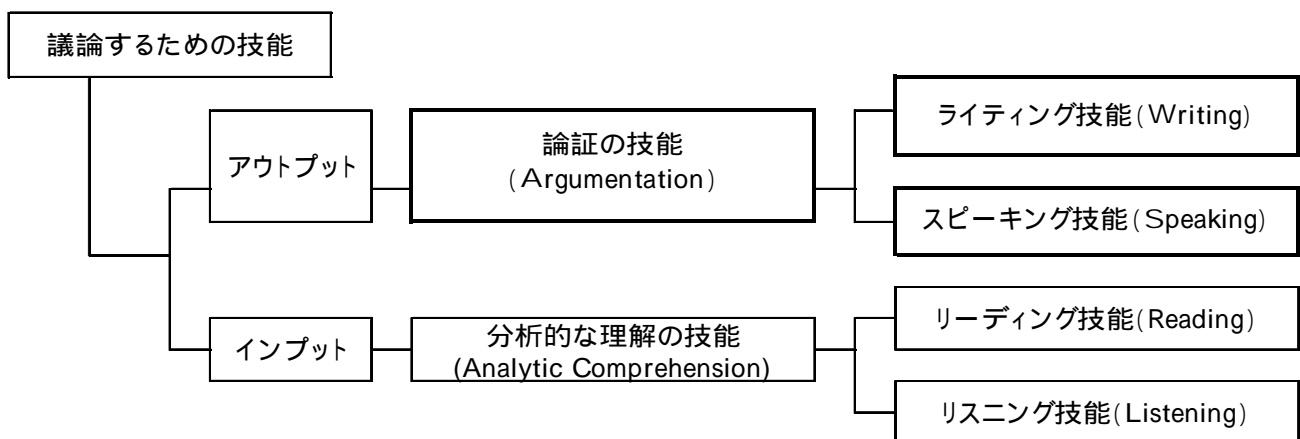 議論するための技能
アウトプット
論証の技能
(Argumentation)
ライティング技能(Writing)
スピーキング技能(Speaking)
インプット
分析的な理解の技能
(Analytic Comprehension)
リーディング技能(Reading)
リスニング技能(Listening)